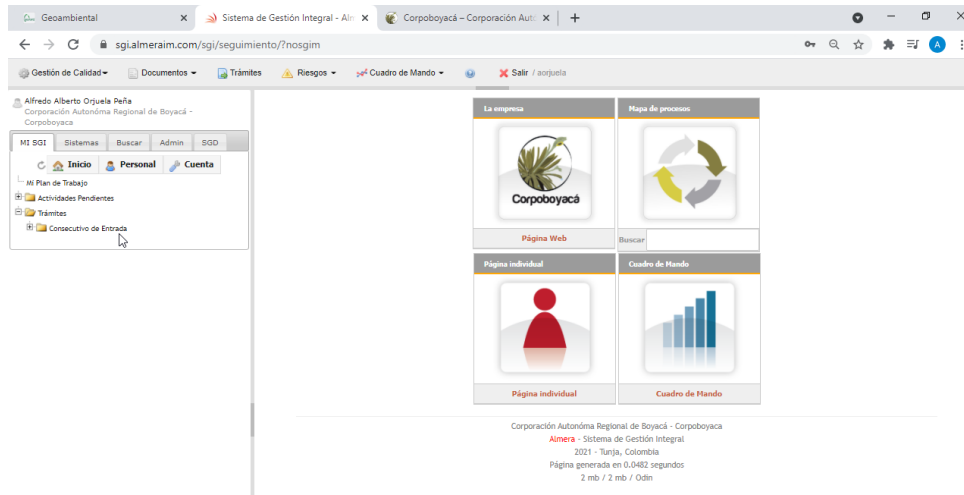 Geoambiental
Sistema de Gestión Integral - Alm
Corpoboyacá – Corporación Autó
sgi.almeraim.com/sgi/seguimiento/?nosgim
A
Gestión de Calidad
Documentos
Trámites
Riesgos
Cuadro de Mando
Salir / aorjuela
Alfredo Alberto Orjuela Peña
Corporación Autonóma Regional de Boyacá -
Corpoboyaca
MI SGI
Sistemas
Buscar
Admin
SGD
Inicio
Personal
Cuenta
Mi Plan de Trabajo
Actividades Pendientes
Trámites
Consecutivo de Entrada
La empresa
Mapa de procesos
Corpoboyacá
Página Web
Buscar
Página individual
Cuadro de Mando
Página individual
Cuadro de Mando
Corporación Autonóma Regional de Boyacá - Corpoboyaca
Almera - Sistema de Gestión Integral
2021 - Tunja, Colombia
Página generada en 0.0482 segundos
2 mb / 2 mb / Odin